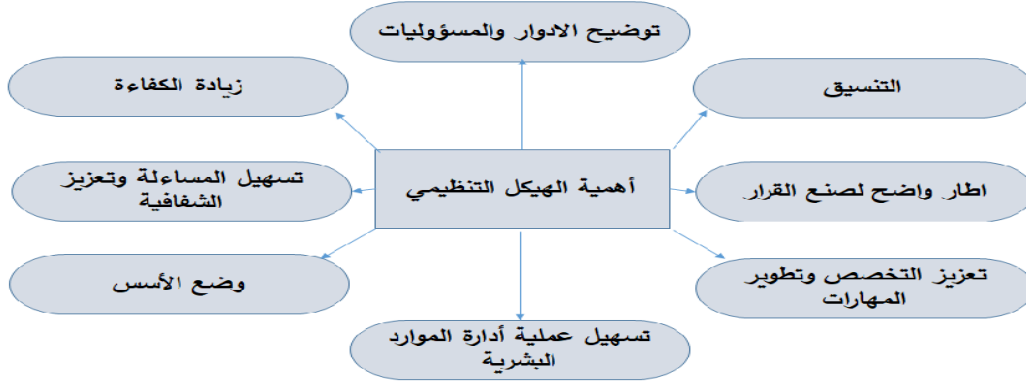 توضيح الادوار والمسؤوليات
التنسيق
زيادة الكفاءة
أهمية الهيكل التنظيمي
اطار واضح لصنع القرار
تسهيل المساءلة وتعزيز
الشفافية
تعزيز التخصص وتطوير
المهارات
وضع الأسس
تسهيل عملية أدارة الموارد
البشرية